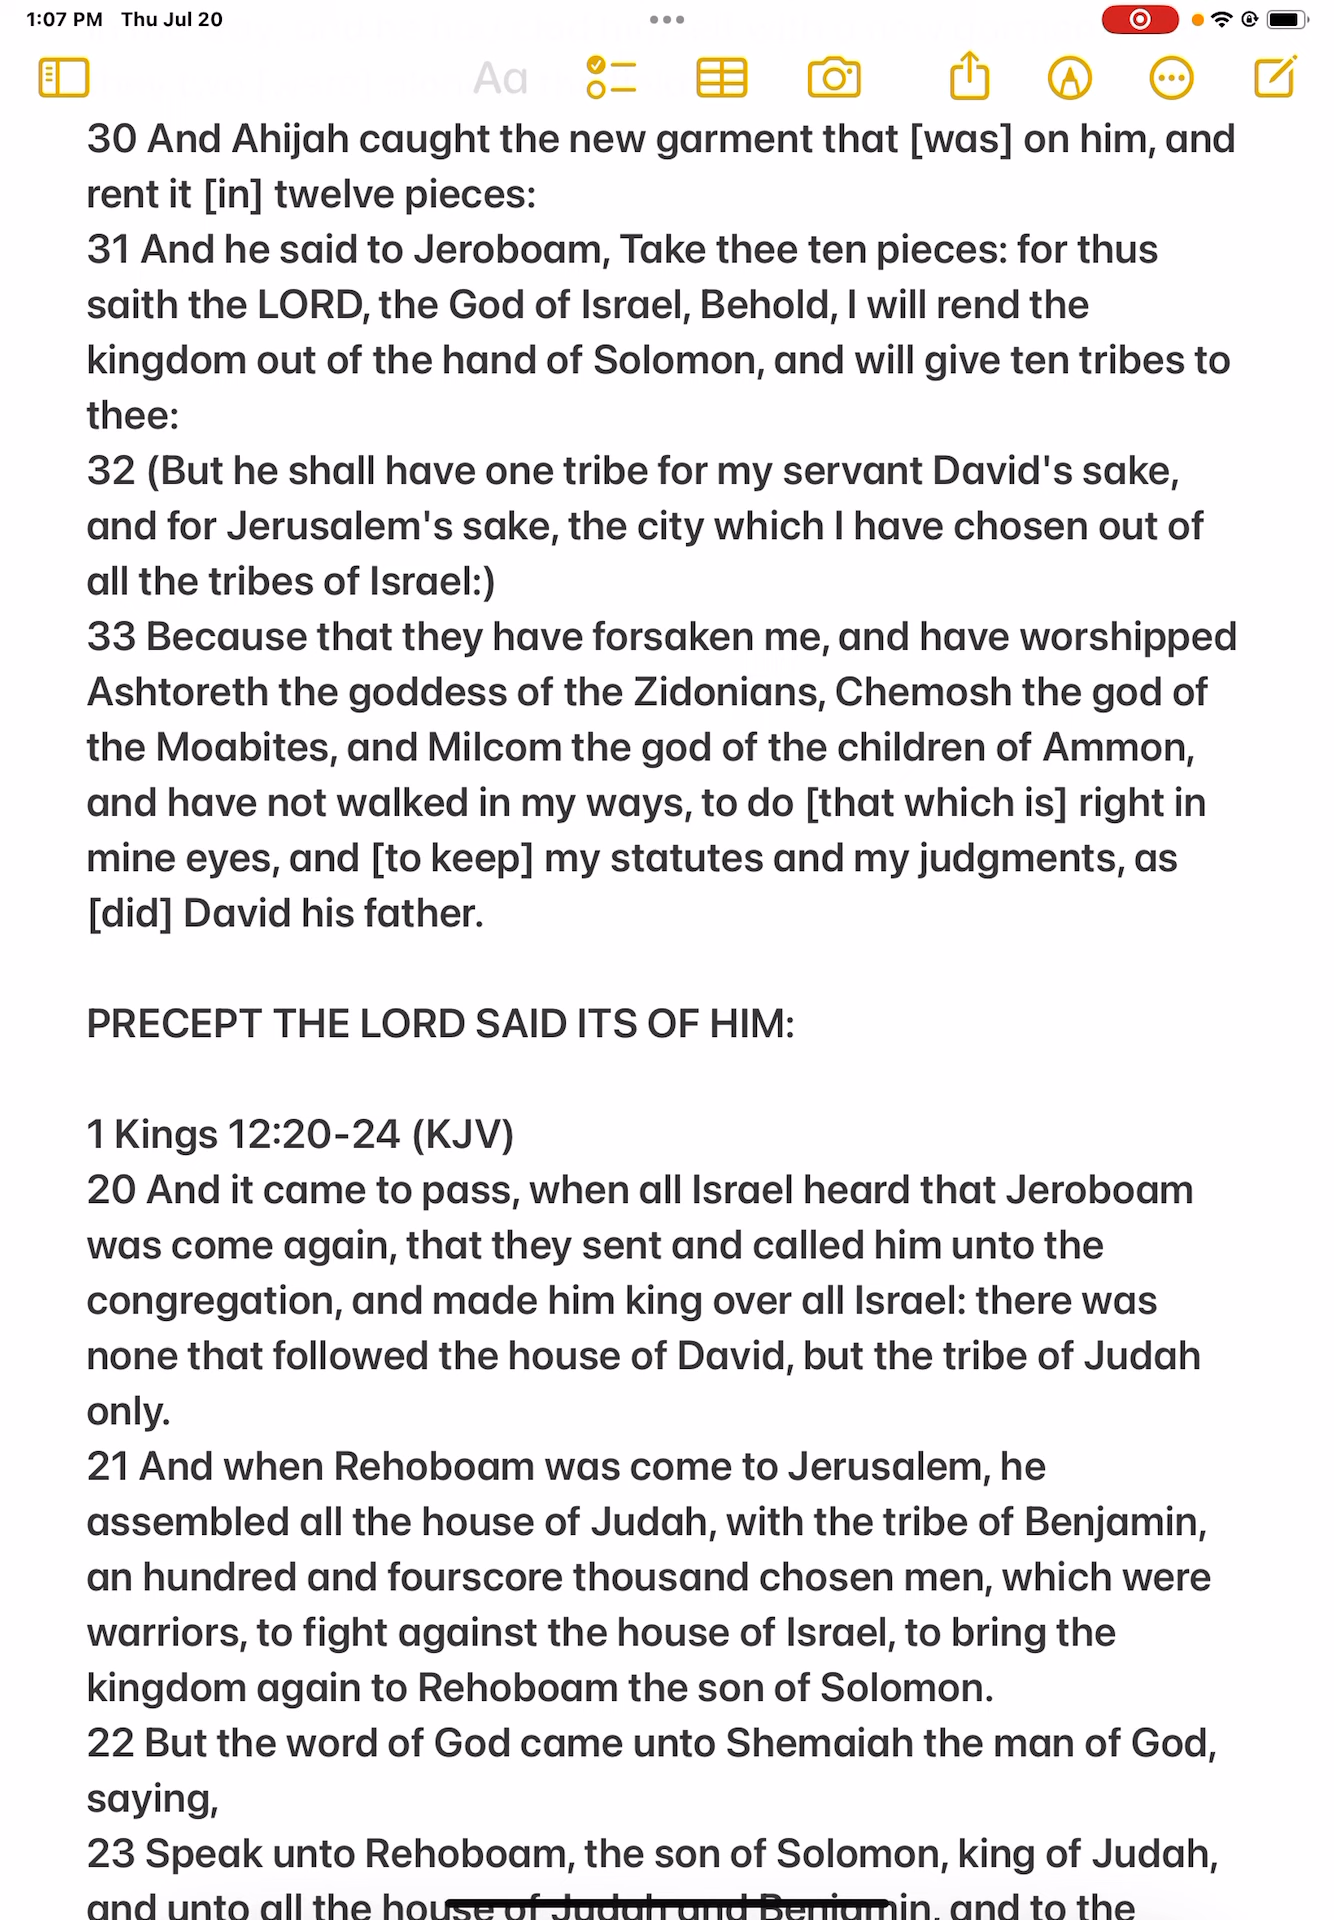 1:07 PM Thu Jul 20
Aa
30 And Ahijah caught the new garment that [was] on him, and
rent it [in] twelve pieces:
31 And he said to Jeroboam, Take thee ten pieces: for thus
saith the LORD, the God of Israel, Behold, I will rend the
kingdom out of the hand of Solomon, and will give ten tribes to
thee:
32 (But he shall have one tribe for my servant David's sake,
and for Jerusalem's sake, the city which I have chosen out of
all the tribes of Israel:)
33 Because that they have forsaken me, and have worshipped
Ashtoreth the goddess of the Zidonians, Chemosh the god of
the Moabites, and Milcom the god of the children of Ammon,
and have not walked in my ways, to do [that which is] right in
mine eyes, and [to keep] my statutes and my judgments, as
[did] David his father.
PRECEPT THE LORD SAID ITS OF HIM:
1 Kings 12:20-24 (KJV)
20 And it came to pass, when all Israel heard that Jeroboam
was come again, that they sent and called him unto the
congregation, and made him king over all Israel: there was
none that followed the house of David, but the tribe of Judah
only.
21 And when Rehoboam was come to Jerusalem, he
assembled all the house of Judah, with the tribe of Benjamin,
an hundred and fourscore thousand chosen men, which were
warriors, to fight against the house of Israel, to bring the
kingdom again to Rehoboam the son of Solomon.
22 But the word of God came unto Shemaiah the man of God,
saying,
23 Speak unto Rehoboam, the son of Solomon, king of Judah,
and unto all the house of Judah and Benjamin, and to the